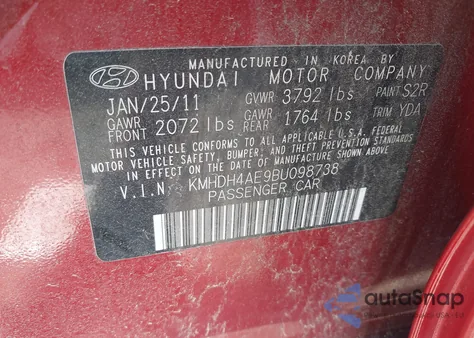 MANUFACTURED IN KOREA BY
HYUNDAI MOTOR COMPANY
JAN/25/11 GVWR 3792 lbs PAINT S2R
GAWR FRONT 2072 lbs GAWR REAR 1764 lbs TRIM YDA
THIS VEHICLE CONFORMS TO ALL APPLICABLE U.S.A. FEDERAL
MOTOR VEHICLE SAFETY, BUMPER, AND THEFT PREVENTION STANDARDS
IN EFFECT ON THE DATE OF MANUFACTURE SHOWN ABOVE.
V.I.N. KMHDH4AE9BU098738
PASSENGER CAR
autoSnap